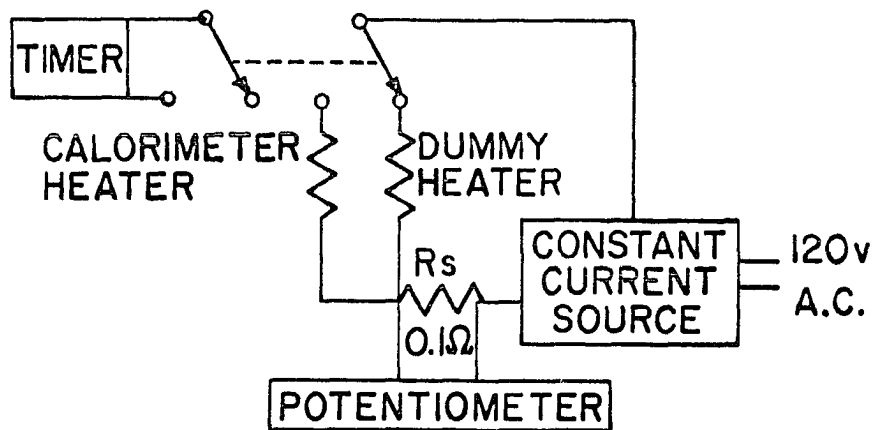 TIMER
CALORIMETER
HEATER
DUMMY
HEATER
Rs
0.1Ω
CONSTANT
CURRENT
SOURCE
120v
A.C.
POTENTIOMETER